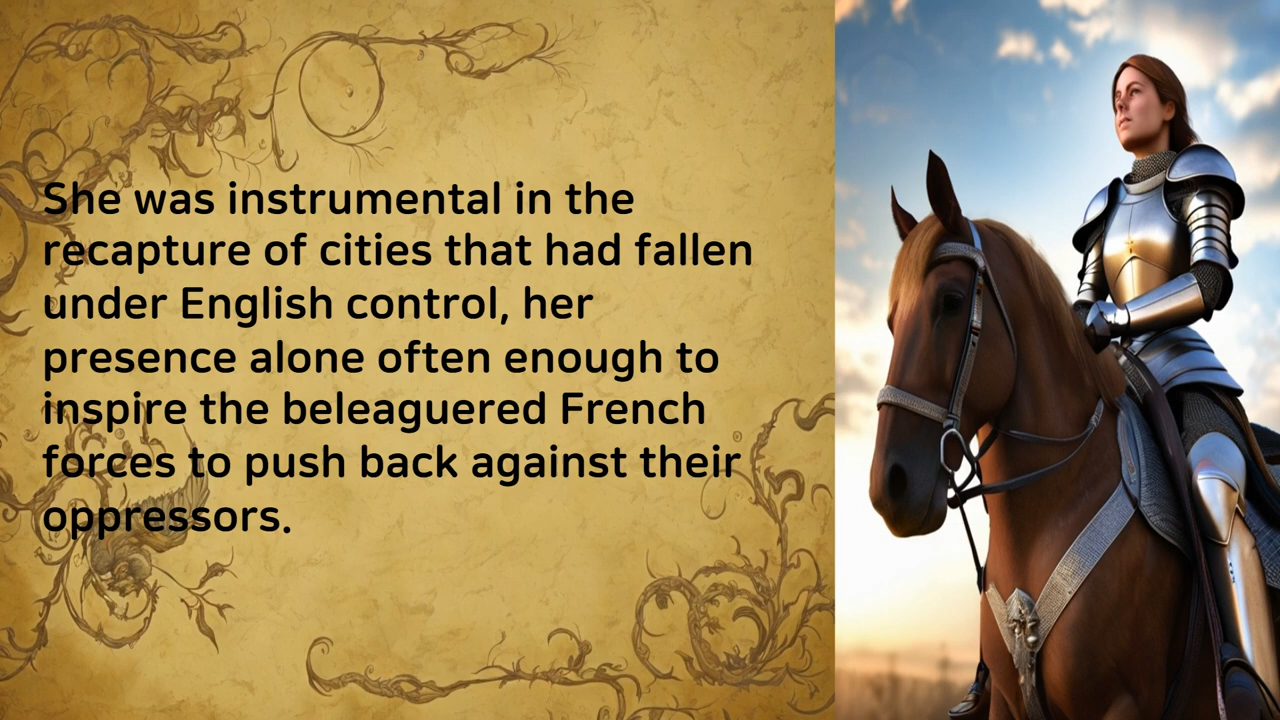 She was instrumental in the
recapture of cities that had fallen
under English control, her
presence alone often enough to
inspire the beleaguered French
forces to push back against their
oppressors.